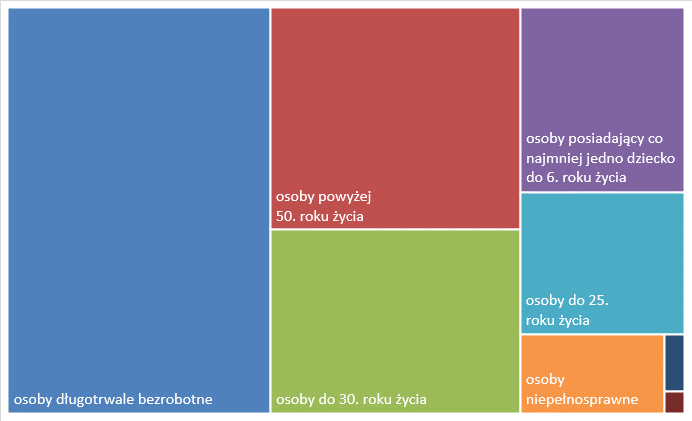 osoby długotrwale bezrobotne
osoby powyżej
50. roku życia
osoby do 30. roku życia
osoby posiadający co
najmniej jedno dziecko
do 6. roku życia
osoby do 25.
roku życia
osoby
niepełnosprawne